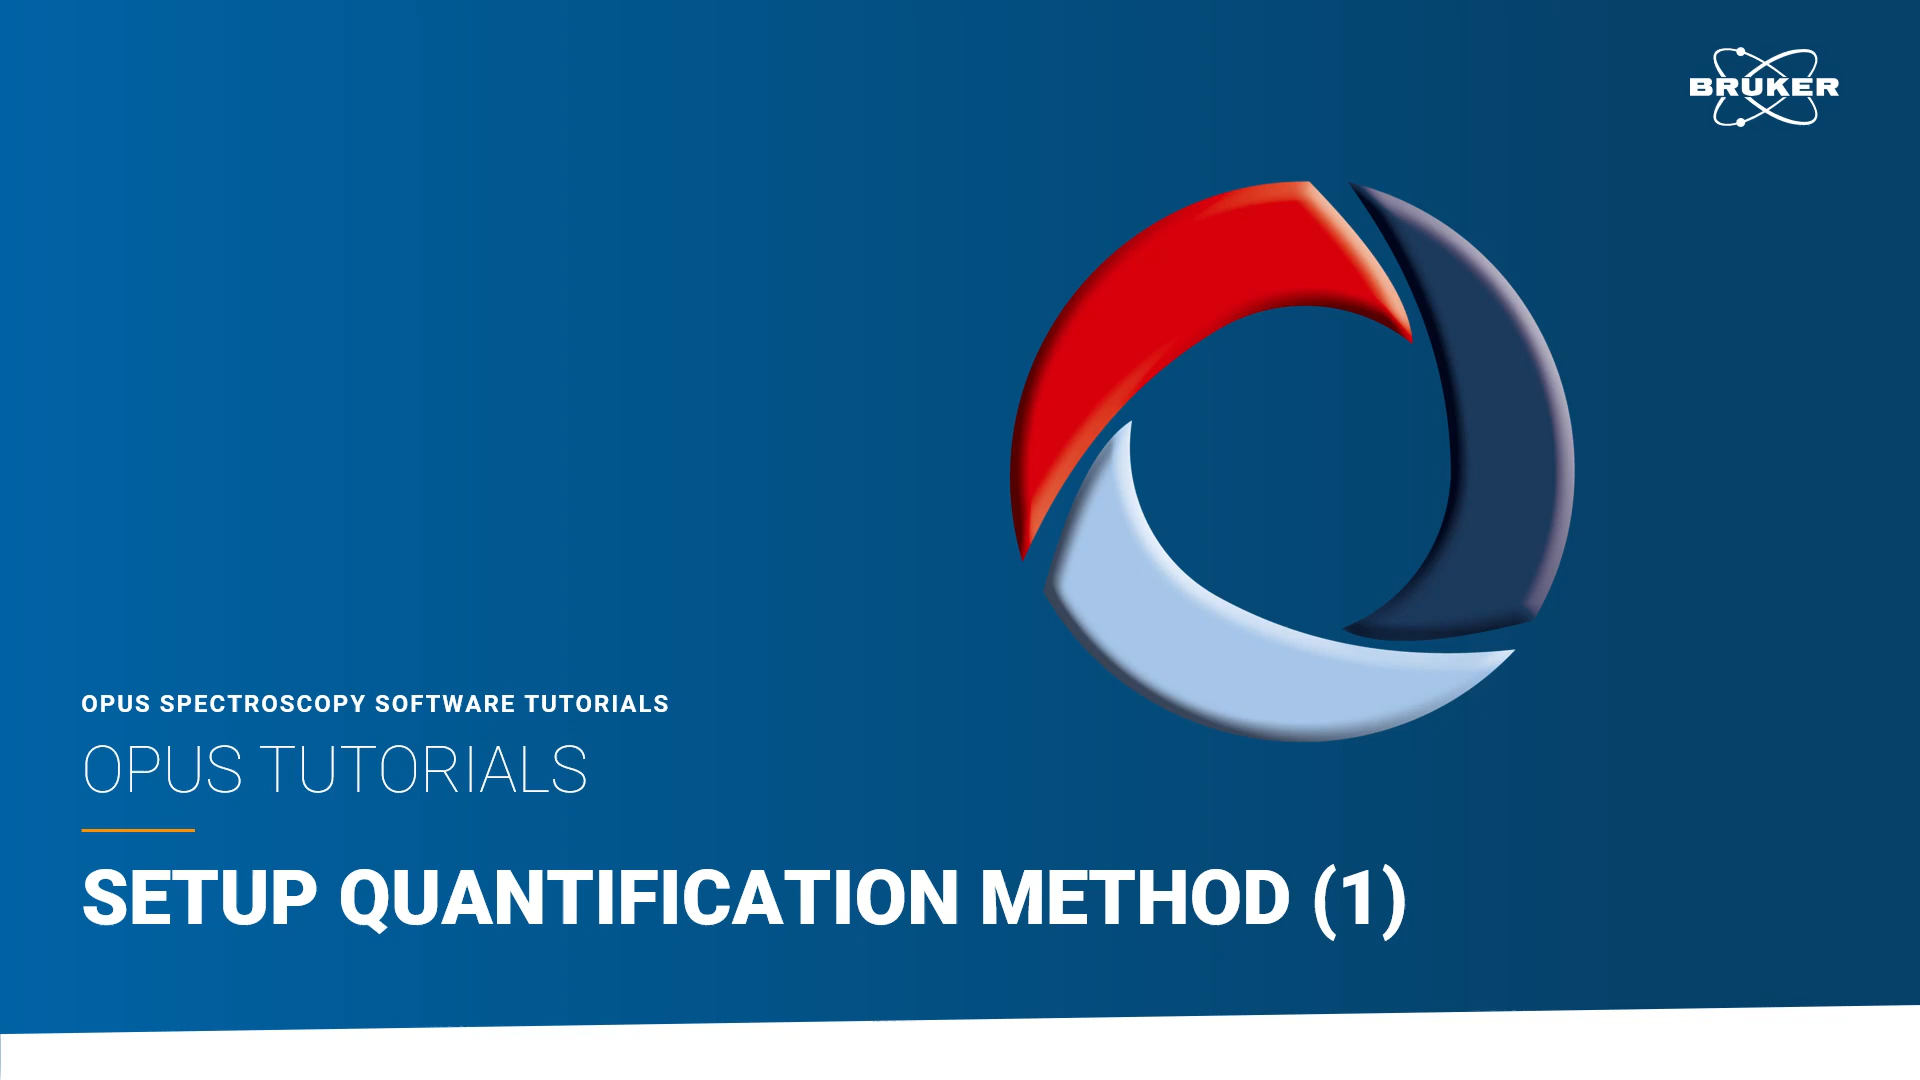 BRUKER
OPUS SPECTROSCOPY SOFTWARE TUTORIALS
OPUS TUTORIALS
SETUP QUANTIFICATION METHOD (1)